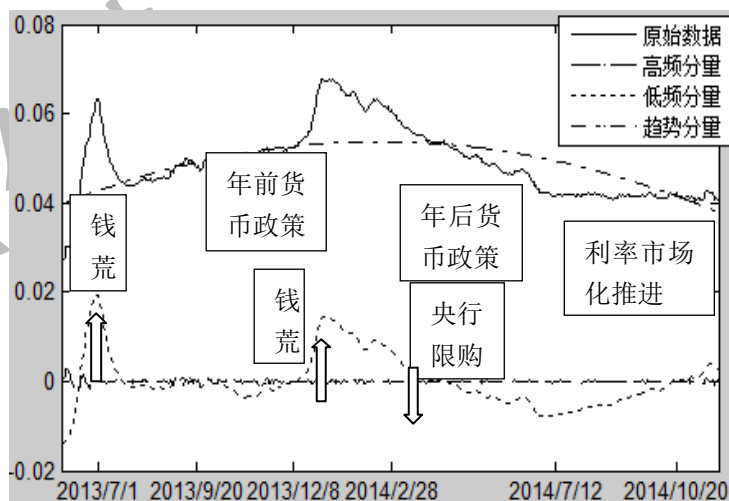 0.08
0.06
0.04
0.02
0
-0.02
原始数据
高频分量
低频分量
趋势分量
年前货
币政策
钱
荒
钱
荒
年后货
币政策
央行
限购
利率市场
化推进
2013/7/1
2013/9/20
2013/12/8
2014/2/28
2014/7/12
2014/10/20